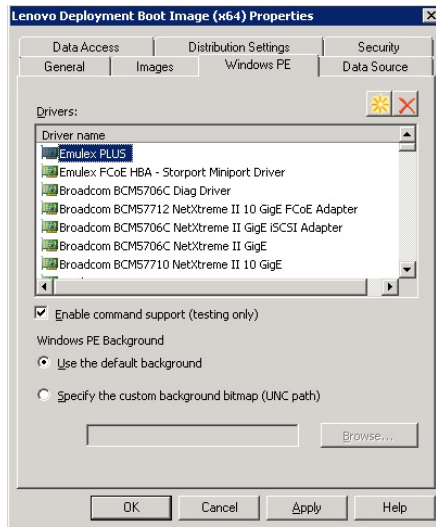 Lenovo Deployment Boot Image (x64) Properties
Data Access Distribution Settings Security
General Images Windows PE Data Source
Drivers:
Driver name
Emulex PLUS
Emulex FCoE HBA - Storport Miniport Driver
Broadcom BCM5706C Diag Driver
Broadcom BCM57712 NetXtreme II 10 GigE FCoE Adapter
Broadcom BCM5706C NetXtreme II GigE iSCSI Adapter
Broadcom BCM5706C NetXtreme II GigE
Broadcom BCM57710 NetXtreme II 10 GigE
Enable command support (testing only)
Windows PE Background
Use the default background
Specify the custom background bitmap (UNC path)
Browse...
OK Cancel Apply Help